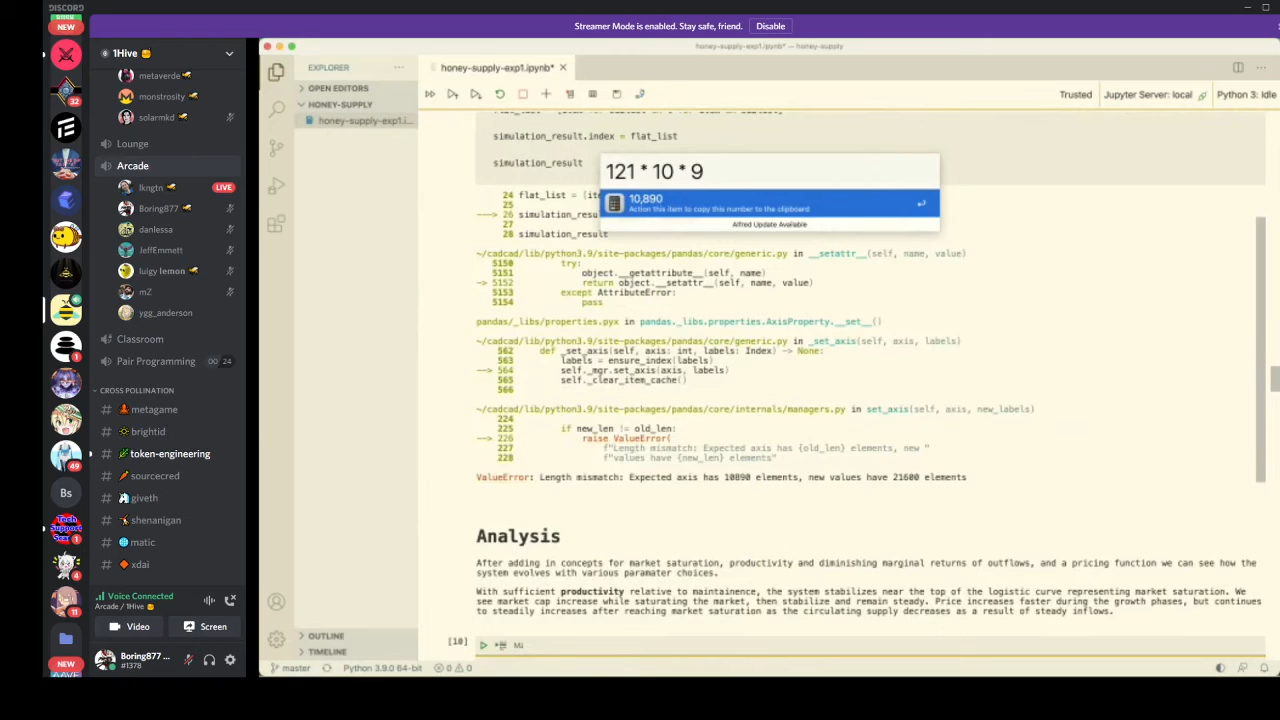 DISCORD
NEW
Streamer Mode is enabled. Stay safe, friend. Disable
1Hive
metaverde
monstrosity
solarmkd
Lounge
Arcade
lkngtn LIVE
Boring877
danlessa
JeffEmmett
luigy lemon
mZ
ygg_anderson
Classroom
Pair Programming 00 24
CROSS POLLINATION
# metagame
# brightid
# token-engineering
# sourcecred
# giveth
# shenanigan
# matic
# xdai
Voice Connected
Arcade / 1Hive
Video Screen
Boring877 ...
#1378
32
1
49
Bs
Tech Support
1
4
11
NEW
honey-supply-exp1.ipynb* — honey-supply
EXPLORER ...
OPEN EDITORS
HONEY-SUPPLY
honey-supply-exp1.i...
OUTLINE
TIMELINE
honey-supply-exp1.ipynb*
Trusted Jupyter Server: local Python 3: Idle
simulation_result.index = flat_list
simulation_result
121 * 10 * 9
10,890
Action this item to copy this number to the clipboard
Alfred Update Available
24 flat_list = [ite
25
---> 26 simulation_resu
27
28 simulation_result
~/cadcad/lib/python3.9/site-packages/pandas/core/generic.py in __setattr__(self, name, value)
5150 try:
5151 object.__getattribute__(self, name)
-> 5152 return object.__setattr__(self, name, value)
5153 except AttributeError:
5154 pass
pandas/_libs/properties.pyx in pandas._libs.properties.AxisProperty.__set__()
~/cadcad/lib/python3.9/site-packages/pandas/core/generic.py in _set_axis(self, axis, labels)
562 def _set_axis(self, axis: int, labels: Index) -> None:
563 labels = ensure_index(labels)
--> 564 self._mgr.set_axis(axis, labels)
565 self._clear_item_cache()
566
~/cadcad/lib/python3.9/site-packages/pandas/core/internals/managers.py in set_axis(self, axis, new_labels)
224
225 if new_len != old_len:
--> 226 raise ValueError(
227 f"Length mismatch: Expected axis has {old_len} elements, new "
228 f"values have {new_len} elements"
ValueError: Length mismatch: Expected axis has 10890 elements, new values have 21600 elements
Analysis
After adding in concepts for market saturation, productivity and diminishing marginal returns of outflows, and a pricing function we can see how the
system evolves with various paramater choices.
With sufficient productivity relative to maintainence, the system stabilizes near the top of the logistic curve representing market saturation. We
see market cap increase while saturating the market, then stabilize and remain steady. Price increases faster during the growth phases, but continues
to steadily increases after reaching market saturation as the circulating supply decreases as a result of steady inflows.
[10] M↓
master Python 3.9.0 64-bit 0 0